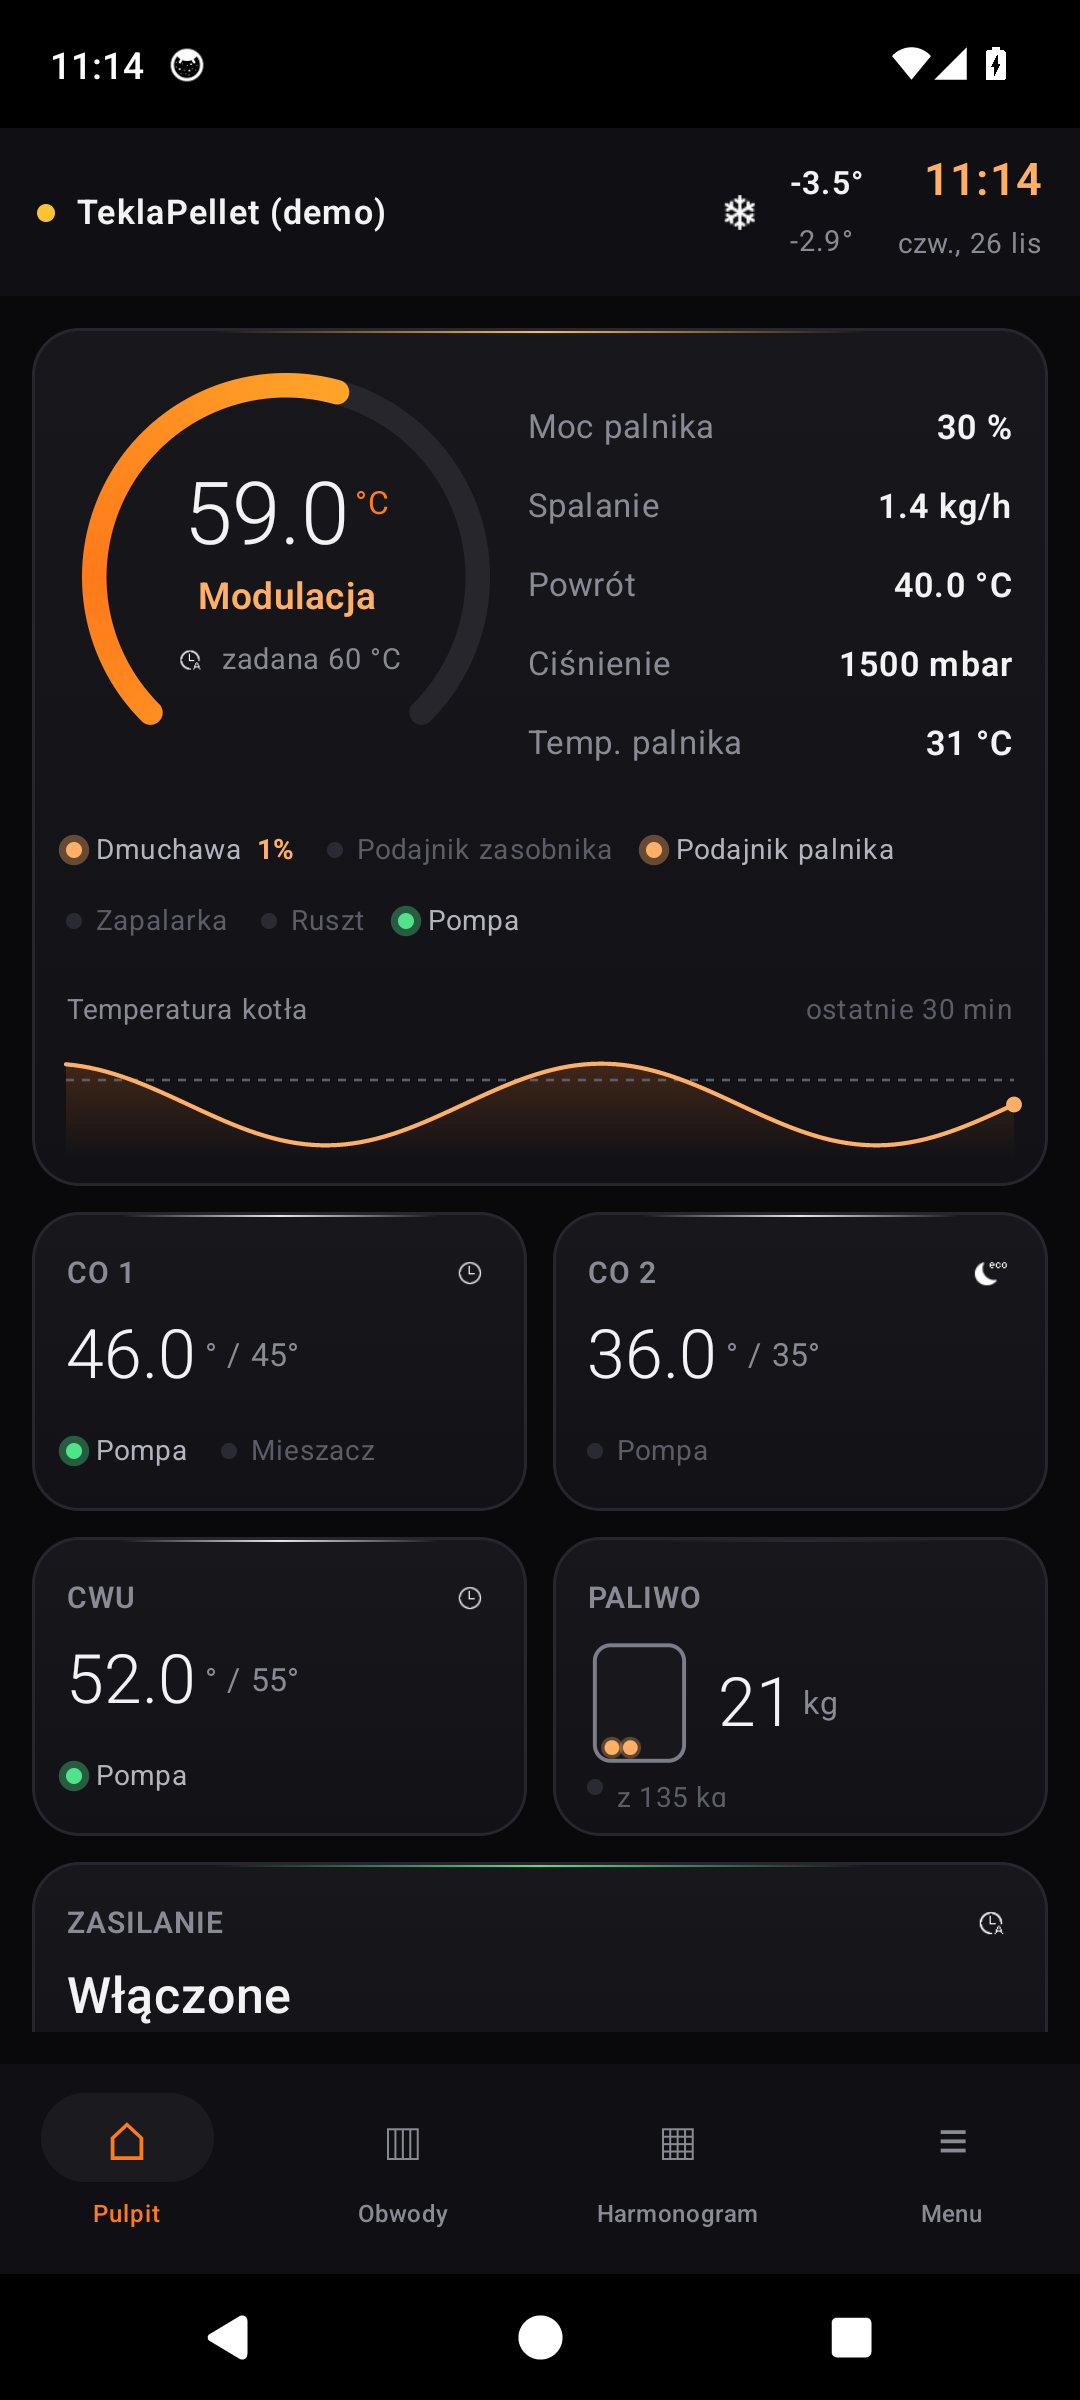 11:14
TeklaPellet (demo)
-3.5°
11:14
-2.9°
czw., 26 lis
59.0 °C
Modulacja
zadana 60 °C
Moc palnika 30 %
Spalanie 1.4 kg/h
Powrót 40.0 °C
Ciśnienie 1500 mbar
Temp. palnika 31 °C
Dmuchawa 1% Podajnik zasobnika Podajnik palnika
Zapalarka Ruszt Pompa
Temperatura kotła ostatnie 30 min
CO 1
46.0 ° / 45°
Pompa Mieszacz
CO 2
eco
36.0 ° / 35°
Pompa
CWU
52.0 ° / 55°
Pompa
PALIWO
21 kg
z 135 kg
ZASILANIE
A
Włączone
Pulpit Obwody Harmonogram Menu